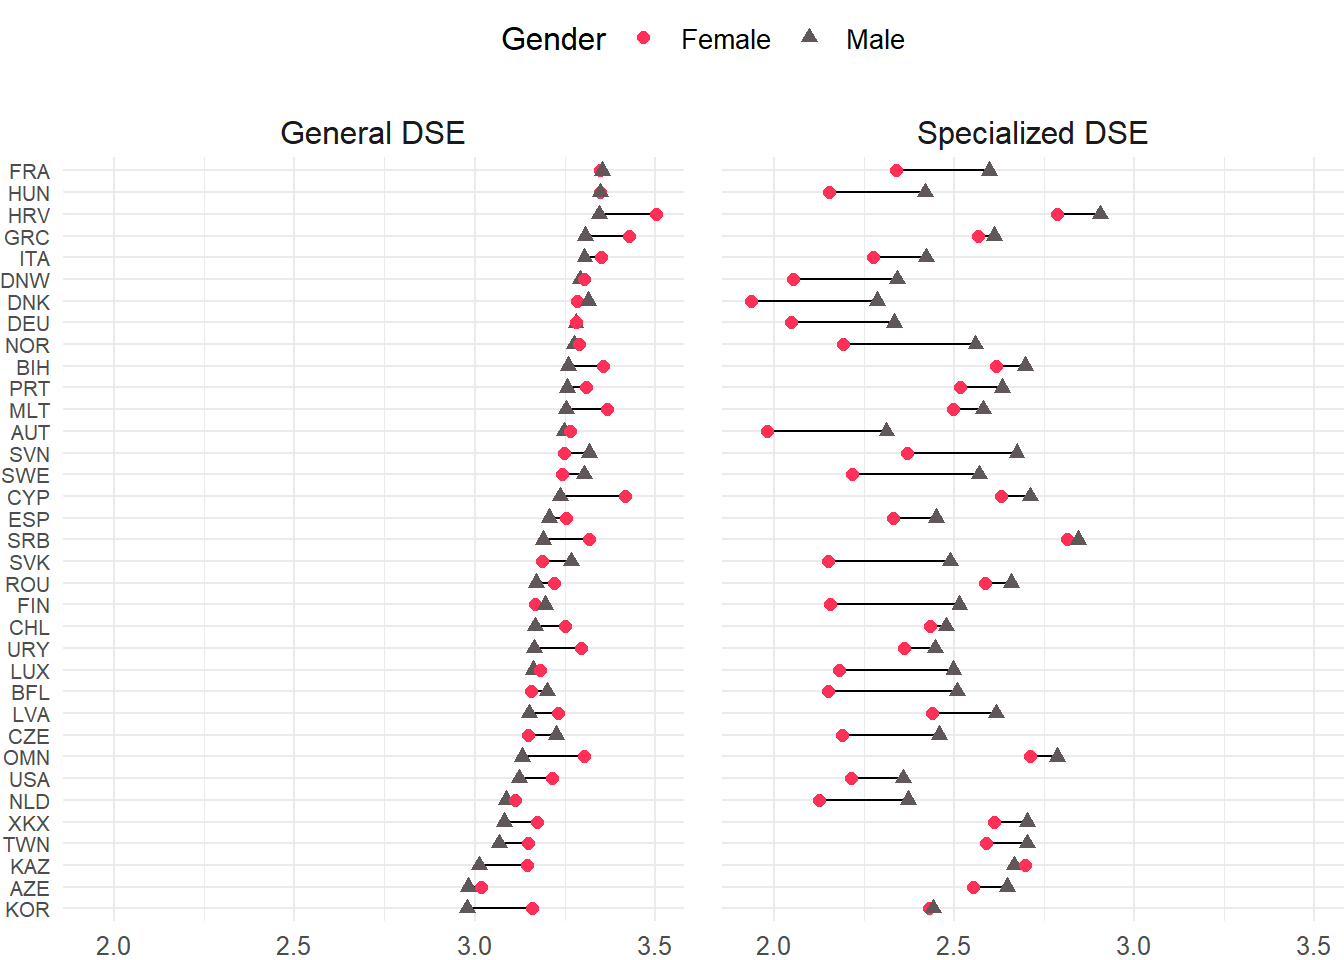 Gender Female Male
General DSE Specialized DSE
FRA
HUN
HRV
GRC
ITA
DNW
DNK
DEU
NOR
BIH
PRT
MLT
AUT
SVN
SWE
CYP
ESP
SRB
SVK
ROU
FIN
CHL
URY
LUX
BFL
LVA
CZE
OMN
USA
NLD
XKX
TWN
KAZ
AZE
KOR
2.0 2.5 3.0 3.5 2.0 2.5 3.0 3.5